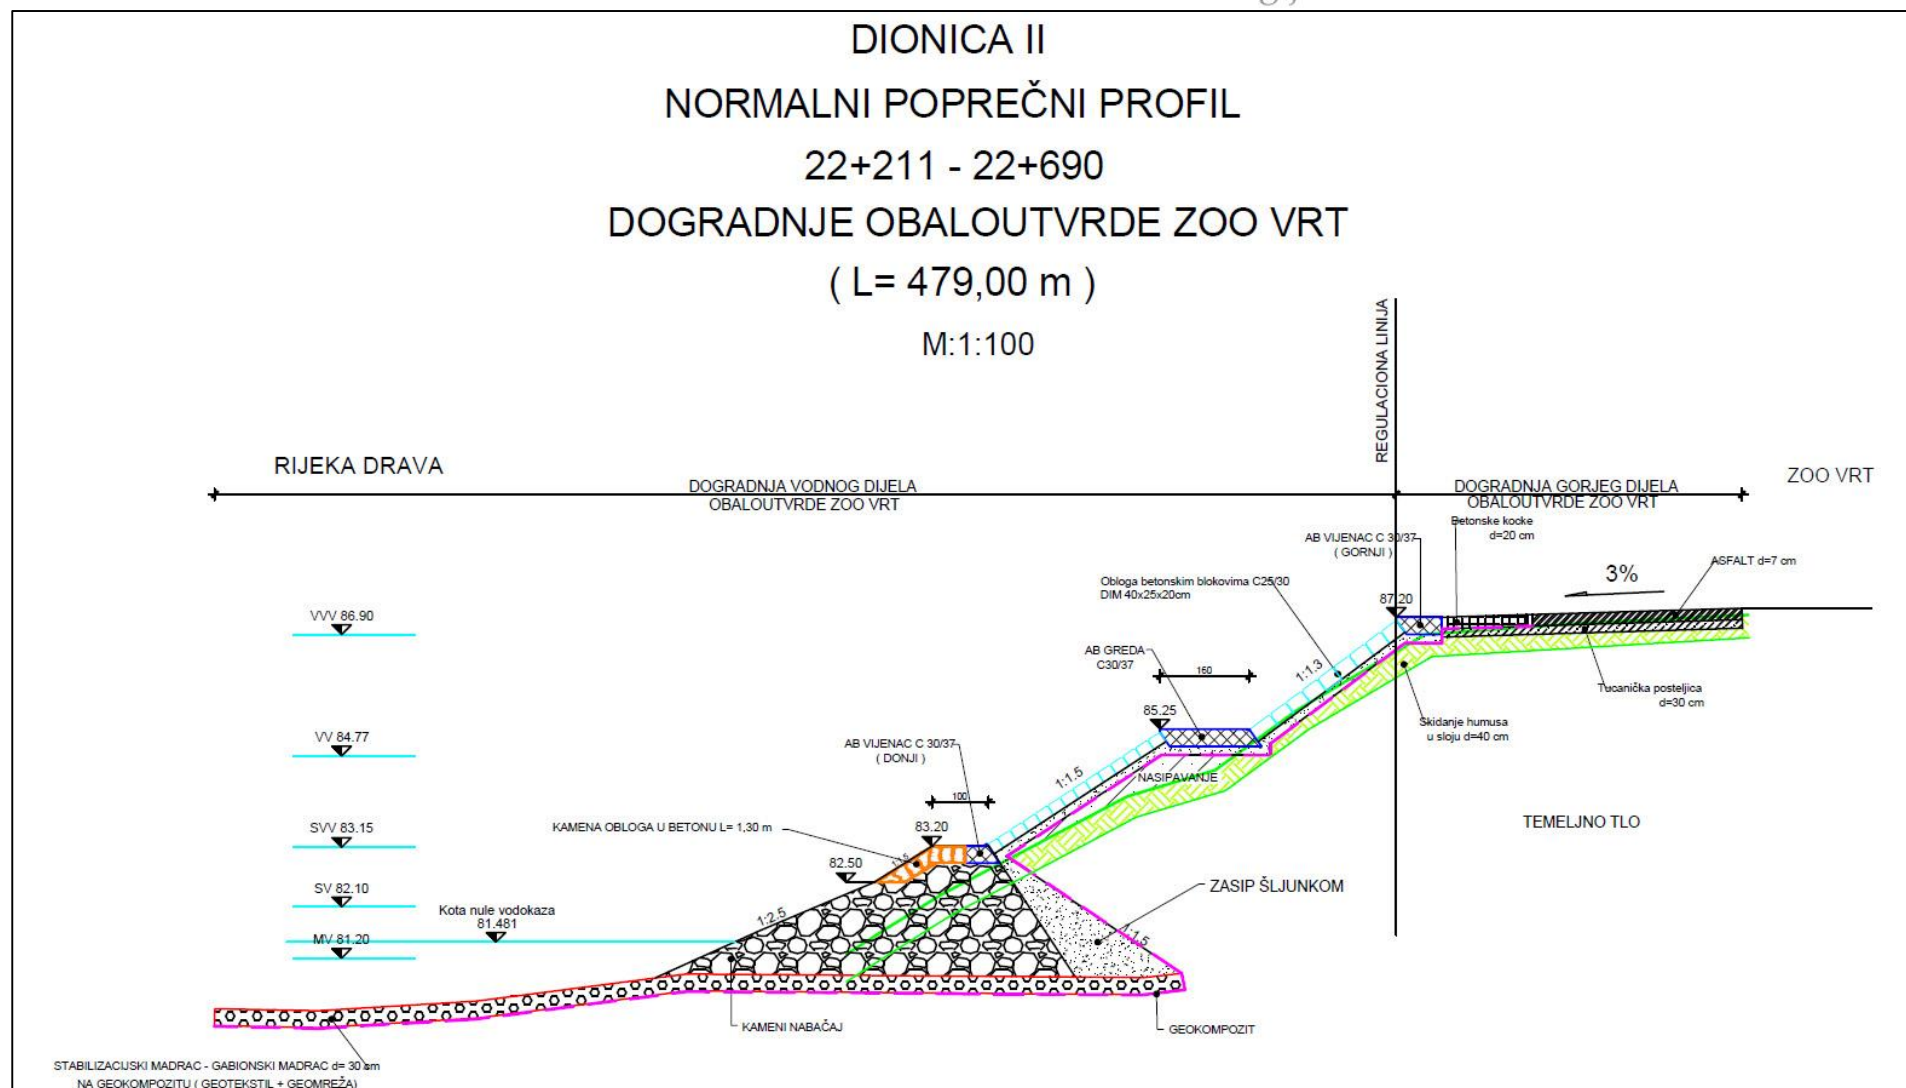 DIONICA II
NORMALNI POPREČNI PROFIL
22+211 - 22+690
DOGRADNJE OBALOUTVRDE ZOO VRT
( L= 479,00 m )
M:1:100
REGULACIONA LINIJA
RIJEKA DRAVA
ZOO VRT
DOGRADNJA VODNOG DIJELA
OBALOUTVRDE ZOO VRT
DOGRADNJA GORJEG DIJELA
OBALOUTVRDE ZOO VRT
Betonske kocke
d=20 cm
AB VIJENAC C 30/37
( GORNJI )
ASFALT d=7 cm
3%
Obloga betonskim blokovima C25/30
DIM 40x25x20cm
87.20
VVV 86.90
AB GREDA
C30/37
160
1:1.3
Tucanička posteljica
d=30 cm
Skidanje humusa
u sloju d=40 cm
85.25
VV 84.77
AB VIJENAC C 30/37
( DONJI )
1:1.5
NASIPAVANJE
100
SVV 83.15
KAMENA OBLOGA U BETONU L= 1,30 m
83.20
TEMELJNO TLO
1:1.5
82.50
SV 82.10
ZASIP ŠLJUNKOM
Kota nule vodokaza
81.481
1:2.5
MV 81.20
1:1.5
KAMENI NABAČAJ
GEOKOMPOZIT
STABILIZACIJSKI MADRAC - GABIONSKI MADRAC d= 30 cm
NA GEOKOMPOZITU ( GEOTEKSTIL + GEOMREŽA)